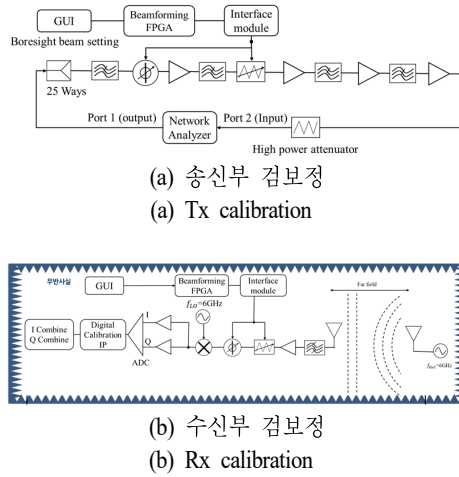 GUI
Beamforming
FPGA
Interface
module
Boresight beam setting
25 Ways
Port 1 (output)
Network
Analyzer
Port 2 (Input)
High power attenuator
(a) 송신부 검보정
(a) Tx calibration
무반사실
GUI
Beamforming
FPGA
Interface
module
Far field
fLO=6GHz
I Combine
Q Combine
Digital
Calibration
IP
I
Q
ADC
fRef=6GHz
(b) 수신부 검보정
(b) Rx calibration